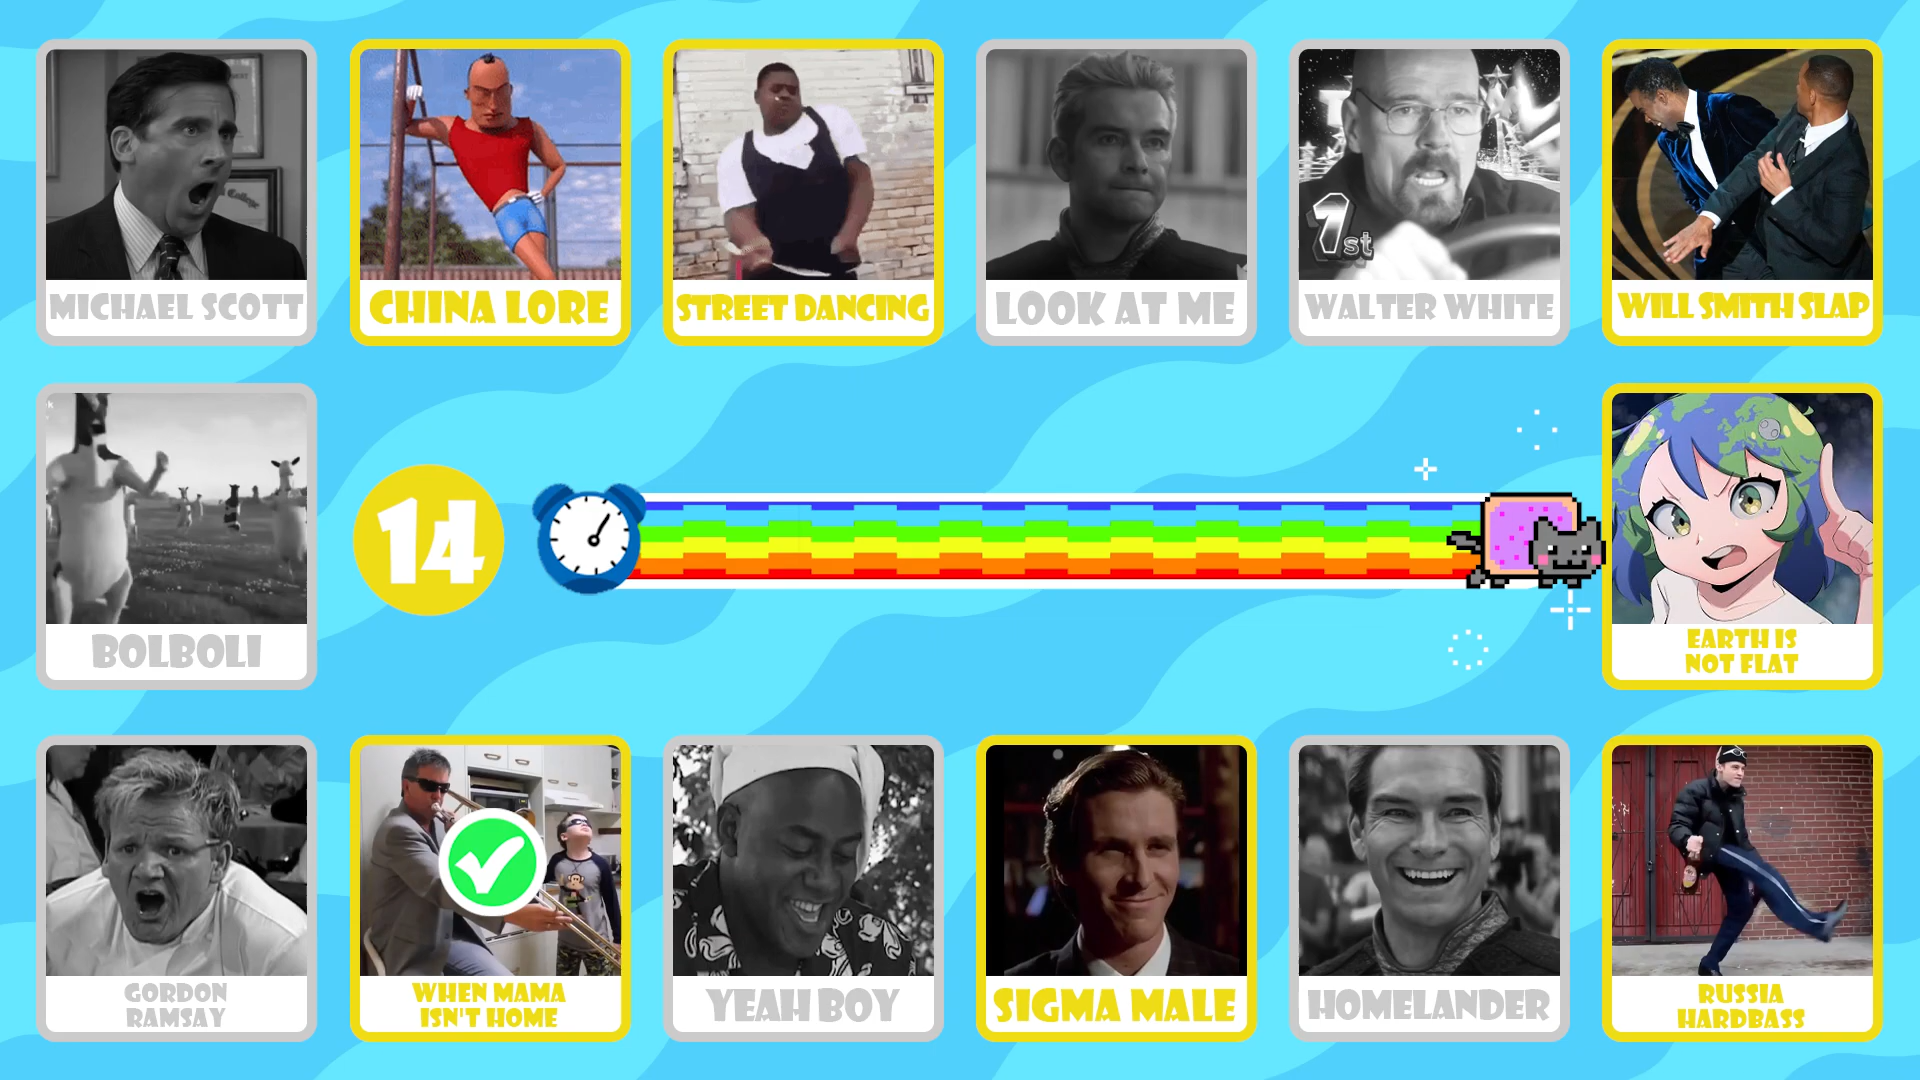 MICHAEL SCOTT
CHINA LORE
STREET DANCING
LOOK AT ME
1st
WALTER WHITE
WILL SMITH SLAP
BOLBOLI
14
EARTH IS
NOT FLAT
GORDON
RAMSAY
WHEN MAMA
ISN'T HOME
YEAH BOY
SIGMA MALE
HOMELANDER
RUSSIA
HARDBASS